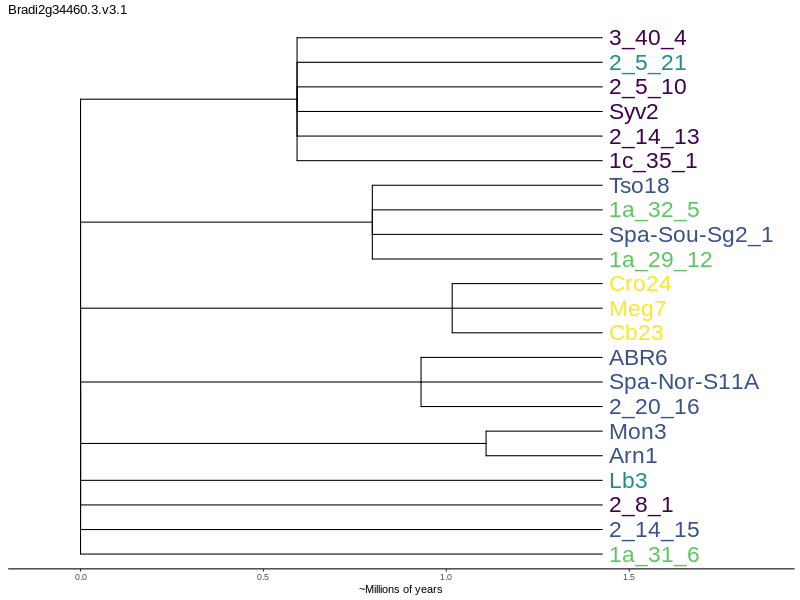 Bradi2g34460.3.v3.1
3_40_4
2_5_21
2_5_10
Syv2
2_14_13
1c_35_1
Tso18
1a_32_5
Spa-Sou-Sg2_1
1a_29_12
Cro24
Meg7
Cb23
ABR6
Spa-Nor-S11A
2_20_16
Mon3
Arn1
Lb3
2_8_1
2_14_15
1a_31_6
0.0 0.5 1.0 1.5
~Millions of years